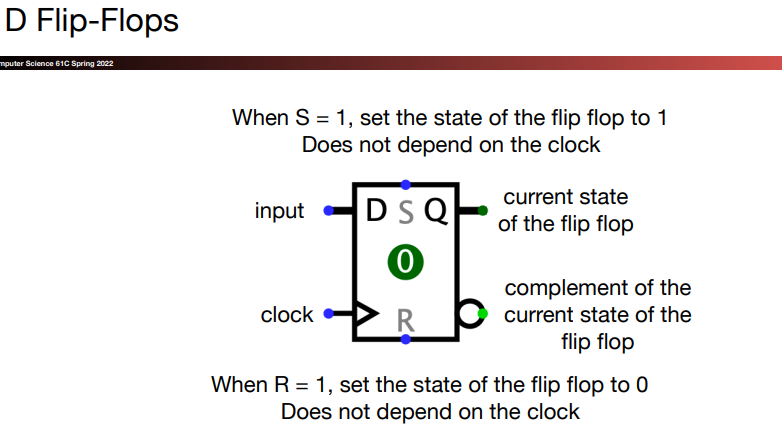 D Flip-Flops
mputer Science 61C Spring 2022
When S = 1, set the state of the flip flop to 1
Does not depend on the clock
input
D S Q
current state
of the flip flop
0
clock
R
complement of the
current state of the
flip flop
When R = 1, set the state of the flip flop to 0
Does not depend on the clock